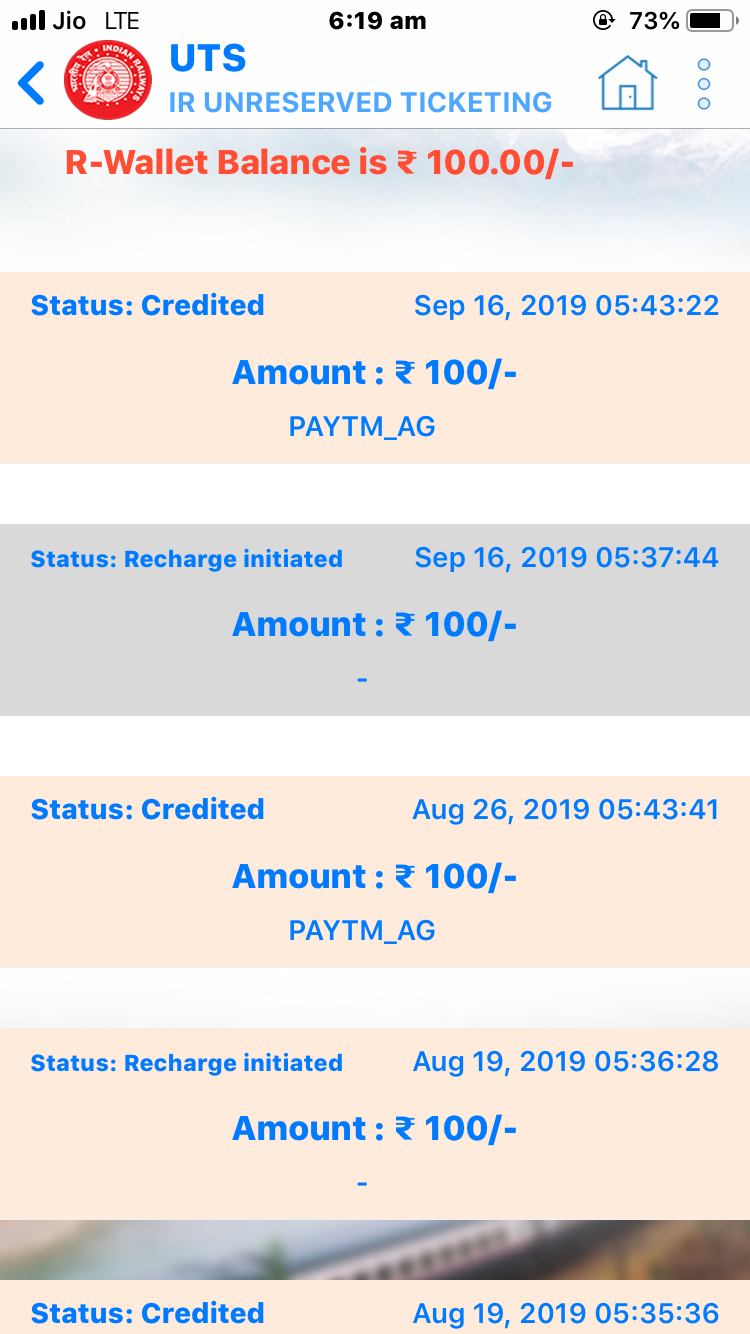 Jio LTE 6:19 am 73%
UTS
IR UNRESERVED TICKETING
भारतीय रेल INDIAN RAILWAYS
R-Wallet Balance is ₹ 100.00/-
Status: Credited Sep 16, 2019 05:43:22
Amount : ₹ 100/-
PAYTM_AG
Status: Recharge initiated Sep 16, 2019 05:37:44
Amount : ₹ 100/-
-
Status: Credited Aug 26, 2019 05:43:41
Amount : ₹ 100/-
PAYTM_AG
Status: Recharge initiated Aug 19, 2019 05:36:28
Amount : ₹ 100/-
-
Status: Credited Aug 19, 2019 05:35:36